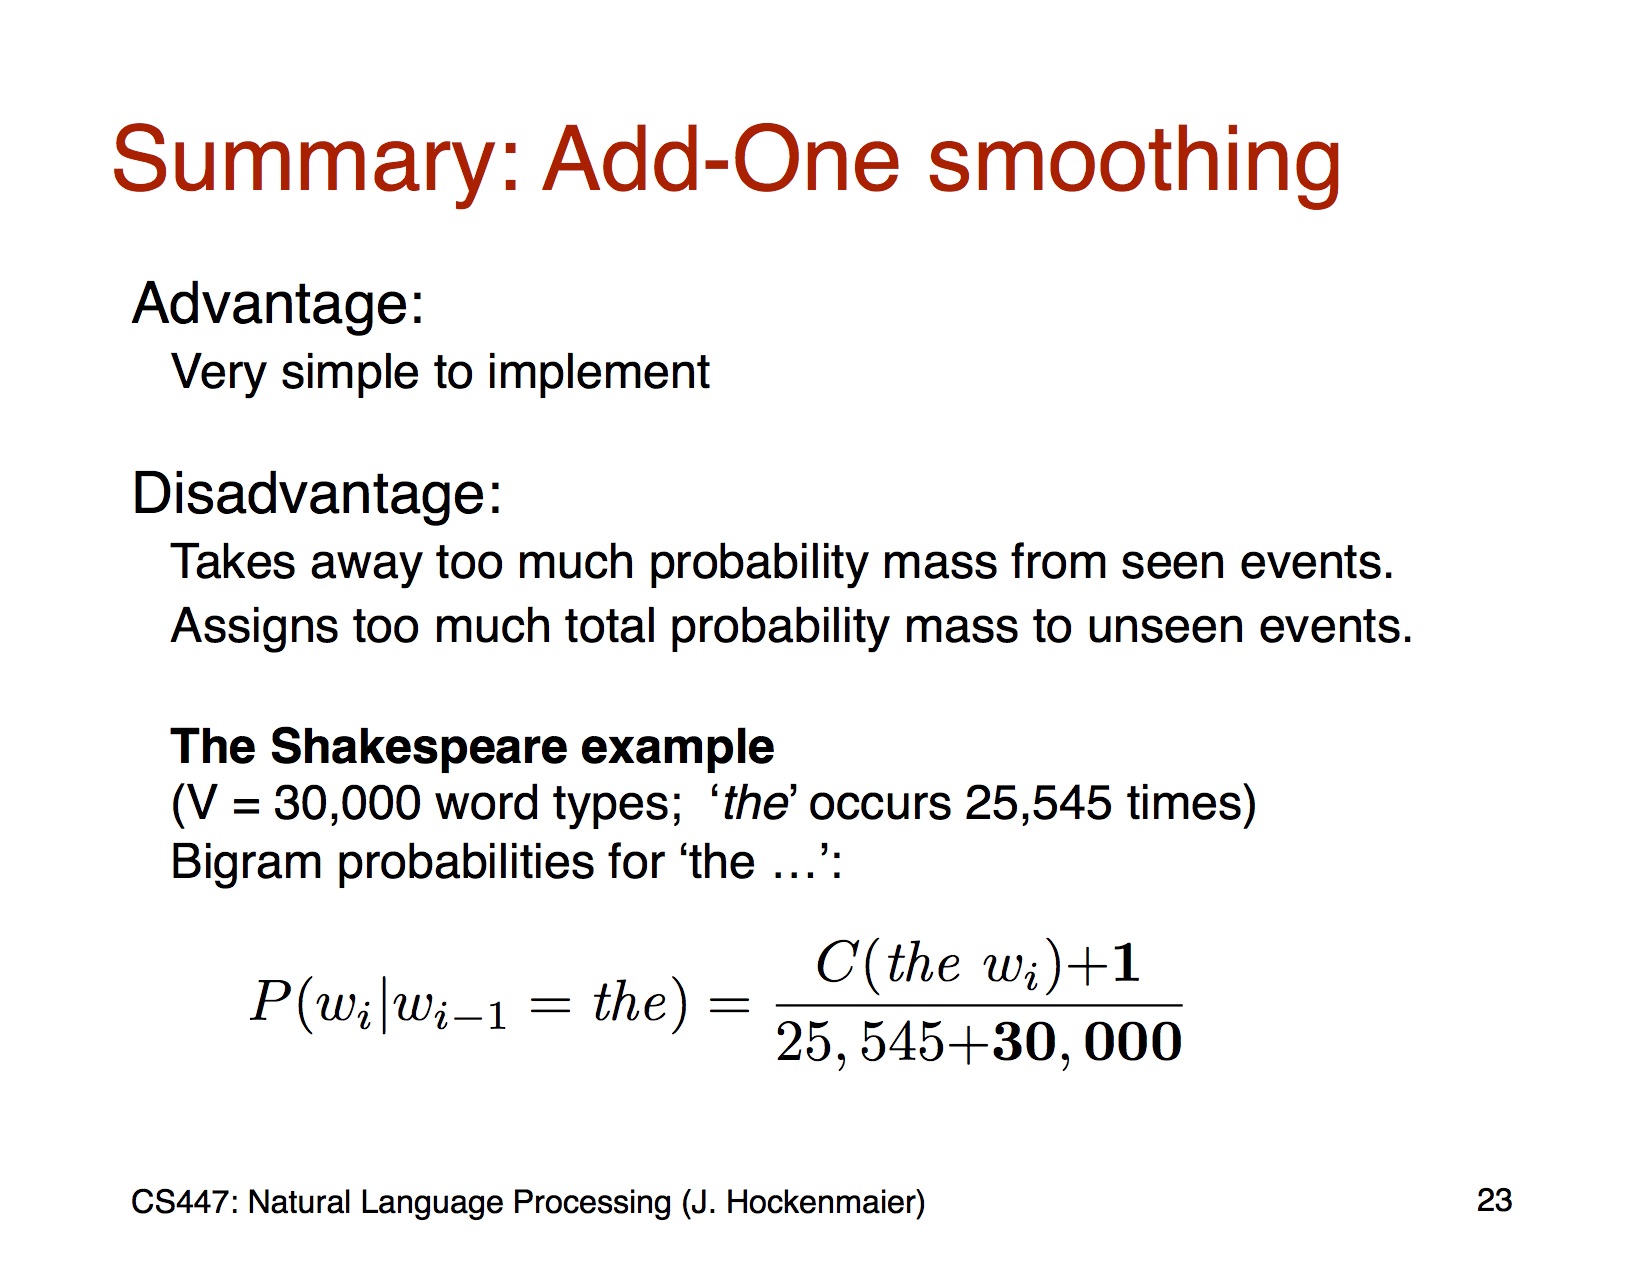 Summary: Add-One smoothing
Advantage:
Very simple to implement
Disadvantage:
Takes away too much probability mass from seen events.
Assigns too much total probability mass to unseen events.
The Shakespeare example
(V = 30,000 word types;  ‘the’ occurs 25,545 times)
Bigram probabilities for ‘the …’:
P(w_i|w_{i−1} = the) = \frac{C(the w_i)+1}{25,545+30,000}
CS447: Natural Language Processing (J. Hockenmaier)
23